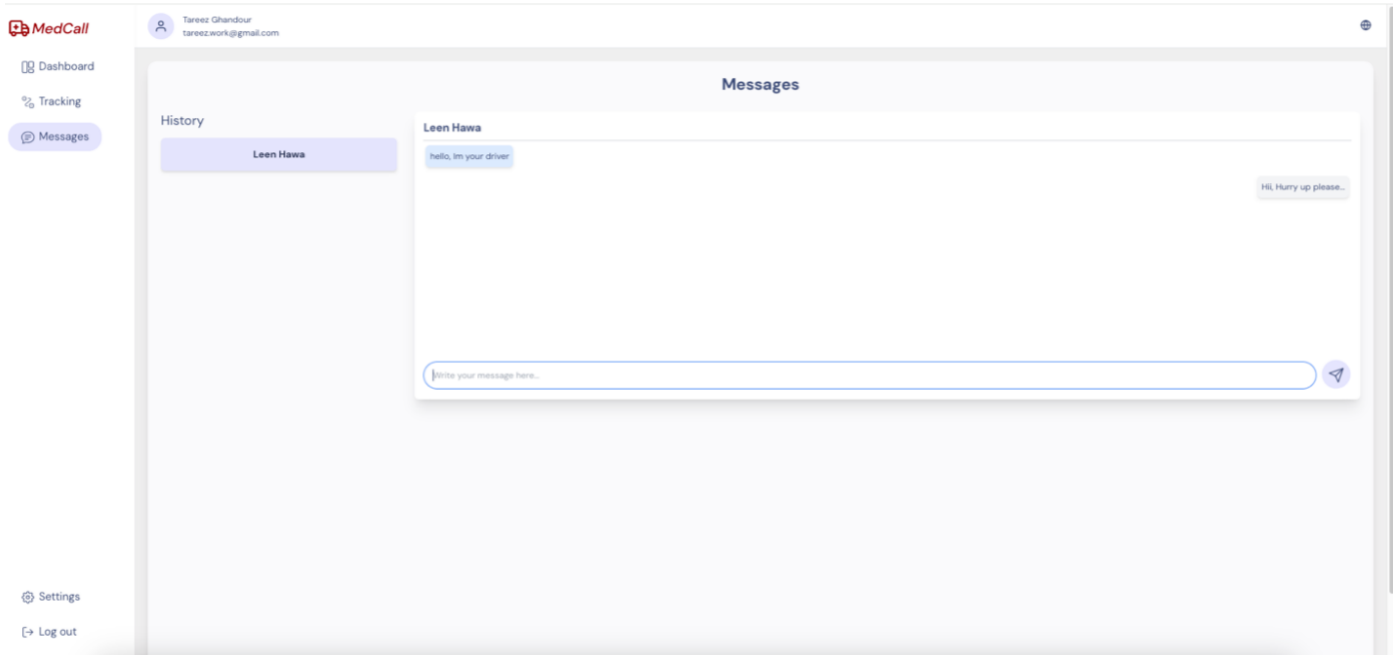 MedCall
Tareez Ghandour
tareez.work@gmail.com
Dashboard
Tracking
Messages
Settings
Log out
Messages
History
Leen Hawa
Leen Hawa
hello, Im your driver
Hii, Hurry up please...
Write your message here...